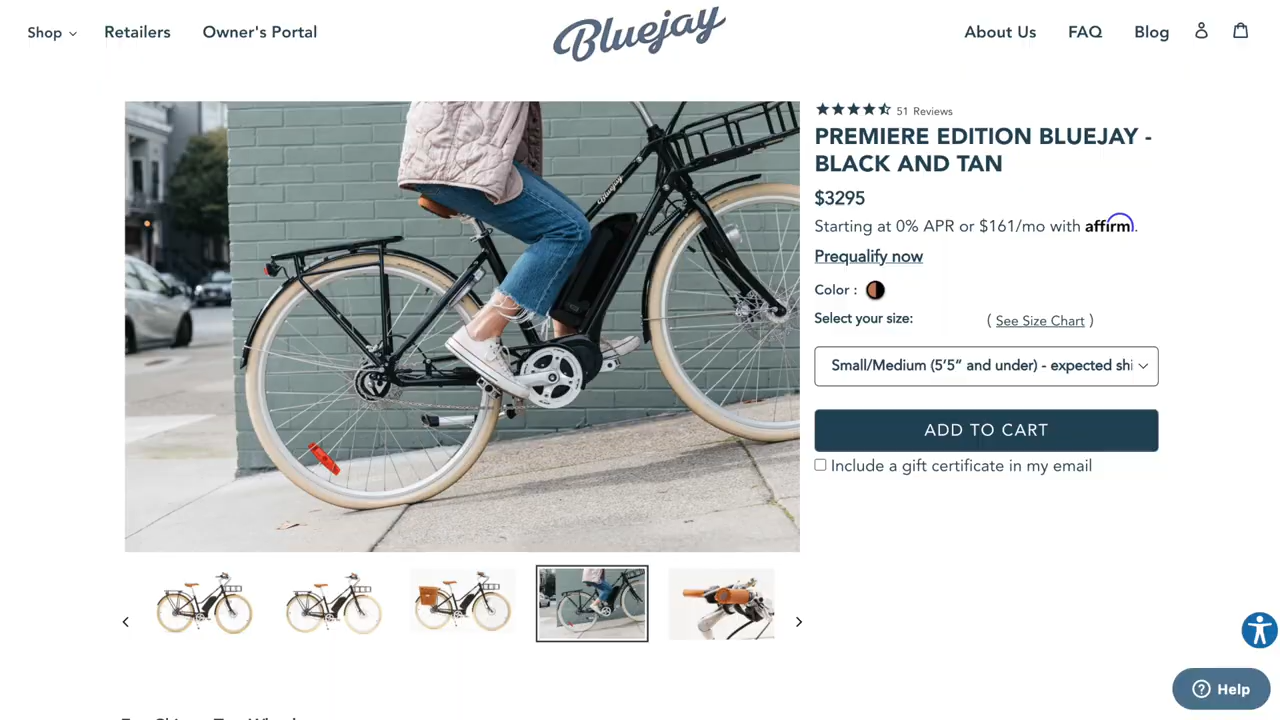 Shop
Retailers
Owner's Portal
Bluejay
About Us
FAQ
Blog
Bluejay
51 Reviews
PREMIERE EDITION BLUEJAY -
BLACK AND TAN
$3295
Starting at 0% APR or $161/mo with affirm.
Prequalify now
Color :
Select your size:
( See Size Chart )
Small/Medium (5’5” and under) - expected shi
ADD TO CART
Include a gift certificate in my email
Help